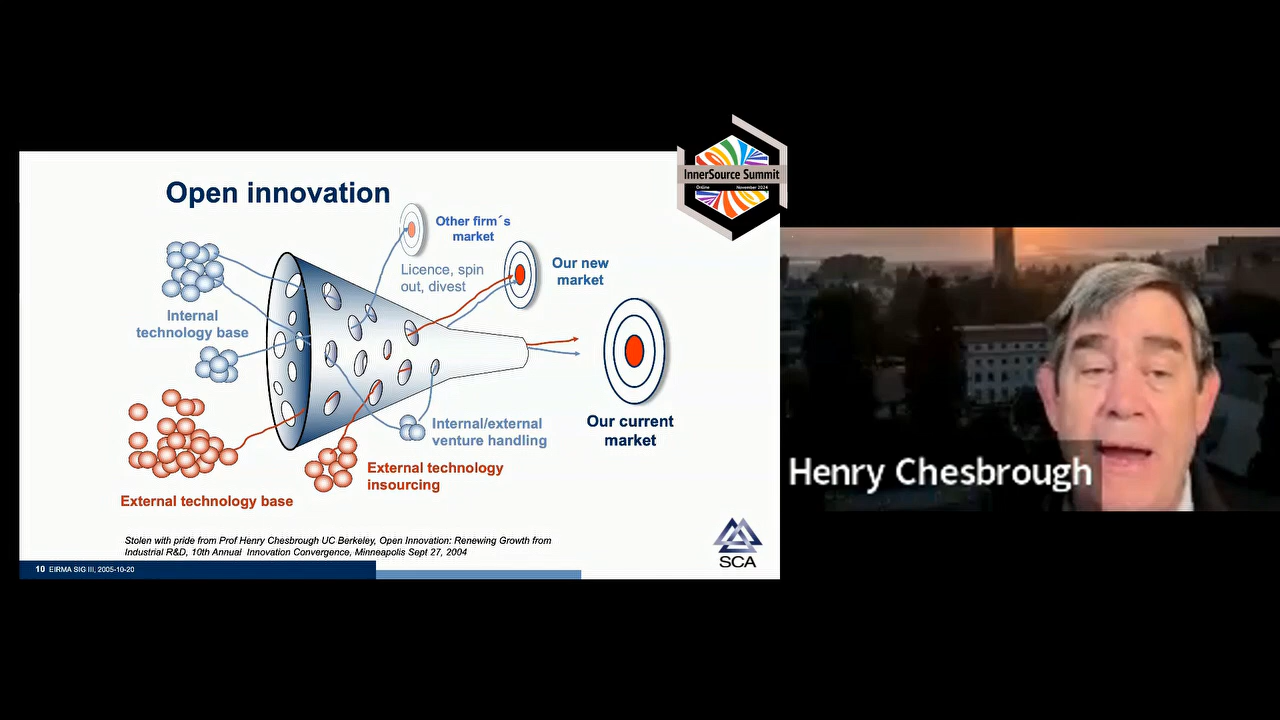 Open innovation
InnerSource Summit
Online
November 2024
Other firm´s
market
Licence, spin
out, divest
Our new
market
Internal
technology base
Our current
market
Internal/external
venture handling
External technology
insourcing
External technology base
Henry Chesbrough
Stolen with pride from Prof Henry Chesbrough UC Berkeley, Open Innovation: Renewing Growth from
Industrial R&D, 10th Annual Innovation Convergence, Minneapolis Sept 27, 2004
SCA
10 EIRMA SIG III, 2005-10-20